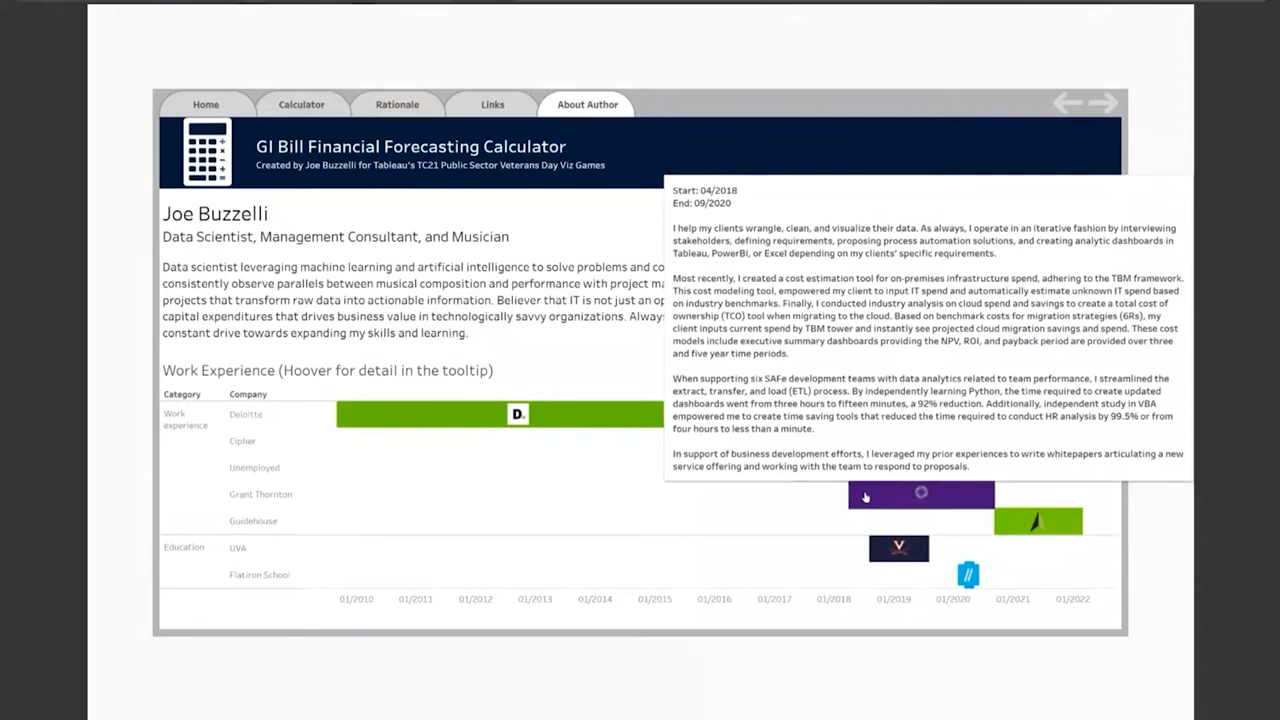 Home
Calculator
Rationale
Links
About Author
GI Bill Financial Forecasting Calculator
Created by Joe Buzzelli for Tableau's TC21 Public Sector Veterans Day Viz Games
Joe Buzzelli
Data Scientist, Management Consultant, and Musician
Data scientist leveraging machine learning and artificial intelligence to solve problems and co
consistently observe parallels between musical composition and performance with project ma
projects that transform raw data into actionable information. Believe that IT is not just an op
capital expenditures that drives business value in technologically savvy organizations. Alway
constant drive towards expanding my skills and learning.
Start: 04/2018
End: 09/2020
I help my clients wrangle, clean, and visualize their data. As always, I operate in an iterative fashion by interviewing
stakeholders, defining requirements, proposing process automation solutions, and creating analytic dashboards in
Tableau, PowerBi, or Excel depending on my clients' specific requirements.
Most recently, I created a cost estimation tool for on-premises infrastructure spend, adhering to the TBM framework.
This cost modeling tool, empowered my client to input IT spend and automatically estimate unknown IT spend based
on industry benchmarks. Finally, I conducted industry analysis on cloud spend and savings to create a total cost of
ownership (TCO) tool when migrating to the cloud. Based on benchmark costs for migration strategies (6Rs), my
client inputs current spend by TBM tower and instantly see projected cloud migration savings and spend. These cost
models include executive summary dashboards providing the NPV, ROI, and payback period are provided over three
and five year time periods.
When supporting six SAFe development teams with data analytics related to team performance, I streamlined the
extract, transfer, and load (ETL) process. By independently learning Python, the time required to create updated
dashboards went from three hours to fifteen minutes, a 92% reduction. Additionally, independent study in VBA
empowered me to create time saving tools that reduced the time required to conduct HR analysis by 99.5% or from
four hours to less than a minute.
In support of business development efforts, I leveraged my prior experiences to write whitepapers articulating a new
service offering and working with the team to respond to proposals.
Work Experience (Hoover for detail in the tooltip)
Category
Company
Work
experience
Deloitte
D.
Cipher
Unemployed
Grant Thornton
Guidehouse
Education
UVA
V
Flatiron School
//
01/2010
01/2011
01/2012
01/2013
01/2014
01/2015
01/2016
01/2017
01/2018
01/2019
01/2020
01/2021
01/2022